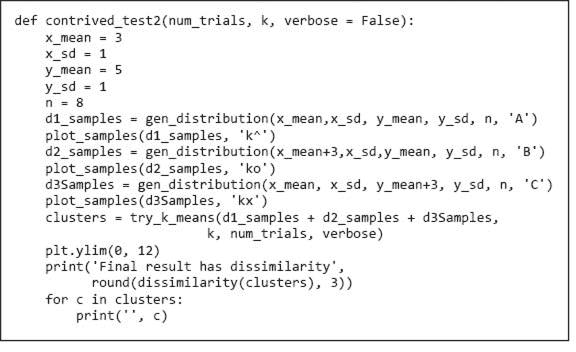 def contrived_test2(num_trials, k, verbose = False):
    x_mean = 3
    x_sd = 1
    y_mean = 5
    y_sd = 1
    n = 8
    d1_samples = gen_distribution(x_mean,x_sd, y_mean, y_sd, n, 'A')
    plot_samples(d1_samples, 'k^')
    d2_samples = gen_distribution(x_mean+3,x_sd,y_mean, y_sd, n, 'B')
    plot_samples(d2_samples, 'ko')
    d3Samples = gen_distribution(x_mean, x_sd, y_mean+3, y_sd, n, 'C')
    plot_samples(d3Samples, 'kx')
    clusters = try_k_means(d1_samples + d2_samples + d3Samples,
                           k, num_trials, verbose)
    plt.ylim(0, 12)
    print('Final result has dissimilarity',
          round(dissimilarity(clusters), 3))
    for c in clusters:
        print('', c)